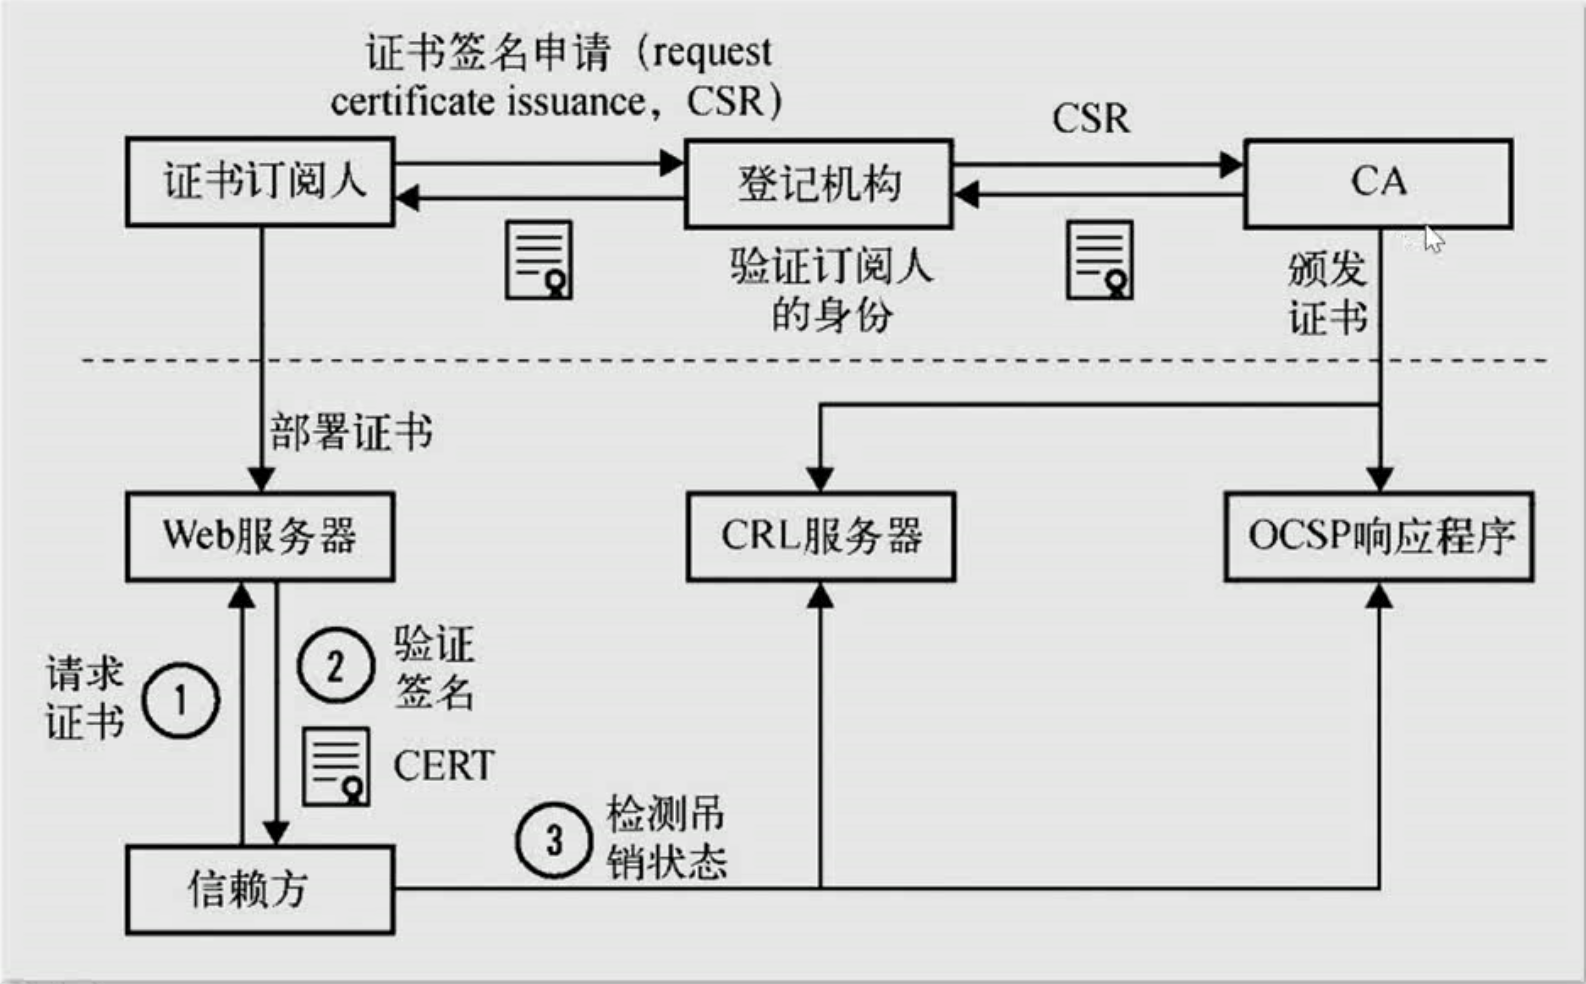 证书签名申请（request
certificate issuance，CSR）
CSR
证书订阅人
登记机构
CA
验证订阅人
的身份
颁发
证书
部署证书
Web服务器
CRL服务器
OCSP响应程序
请求
证书
1
2
验证
签名
CERT
3
检测吊
销状态
信赖方